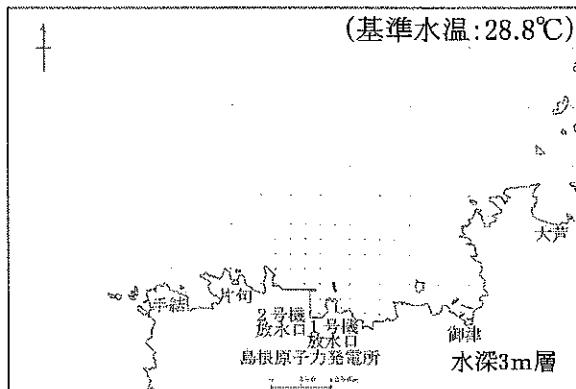 (基準水温:28.8℃)
大芦
手結
片句
2号機
放水口
1号機
放水口
御津
島根原子力発電所
水深3m層